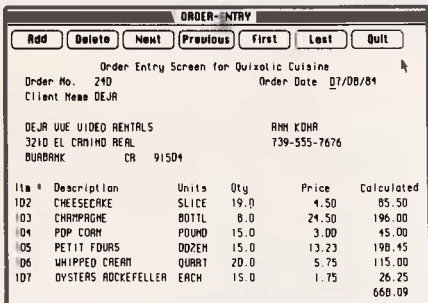 ORDER-ENTRY
Add Delete Next Previous First Last Quit
Order Entry Screen for Quixotic Cuisine
Order No. 240 Order Date 07/08/84
Client Name DEJA
DEJA VUE VIDEO RENTALS ANN KOHR
3210 EL CAMINO REAL 739-555-7676
BURBANK CA 91504
Itm # Description Units Qty Price Calculated
102 CHEESECAKE SLICE 19.0 4.50 85.50
103 CHAMPAGNE BOTTL 8.0 24.50 196.00
104 POP CORN POUND 15.0 3.00 45.00
105 PETIT FOURS DOZEN 15.0 13.23 198.45
106 WHIPPED CREAM QUART 20.0 5.75 115.00
107 OYSTERS ROCKEFELLER EACH 15.0 1.75 26.25
668.09